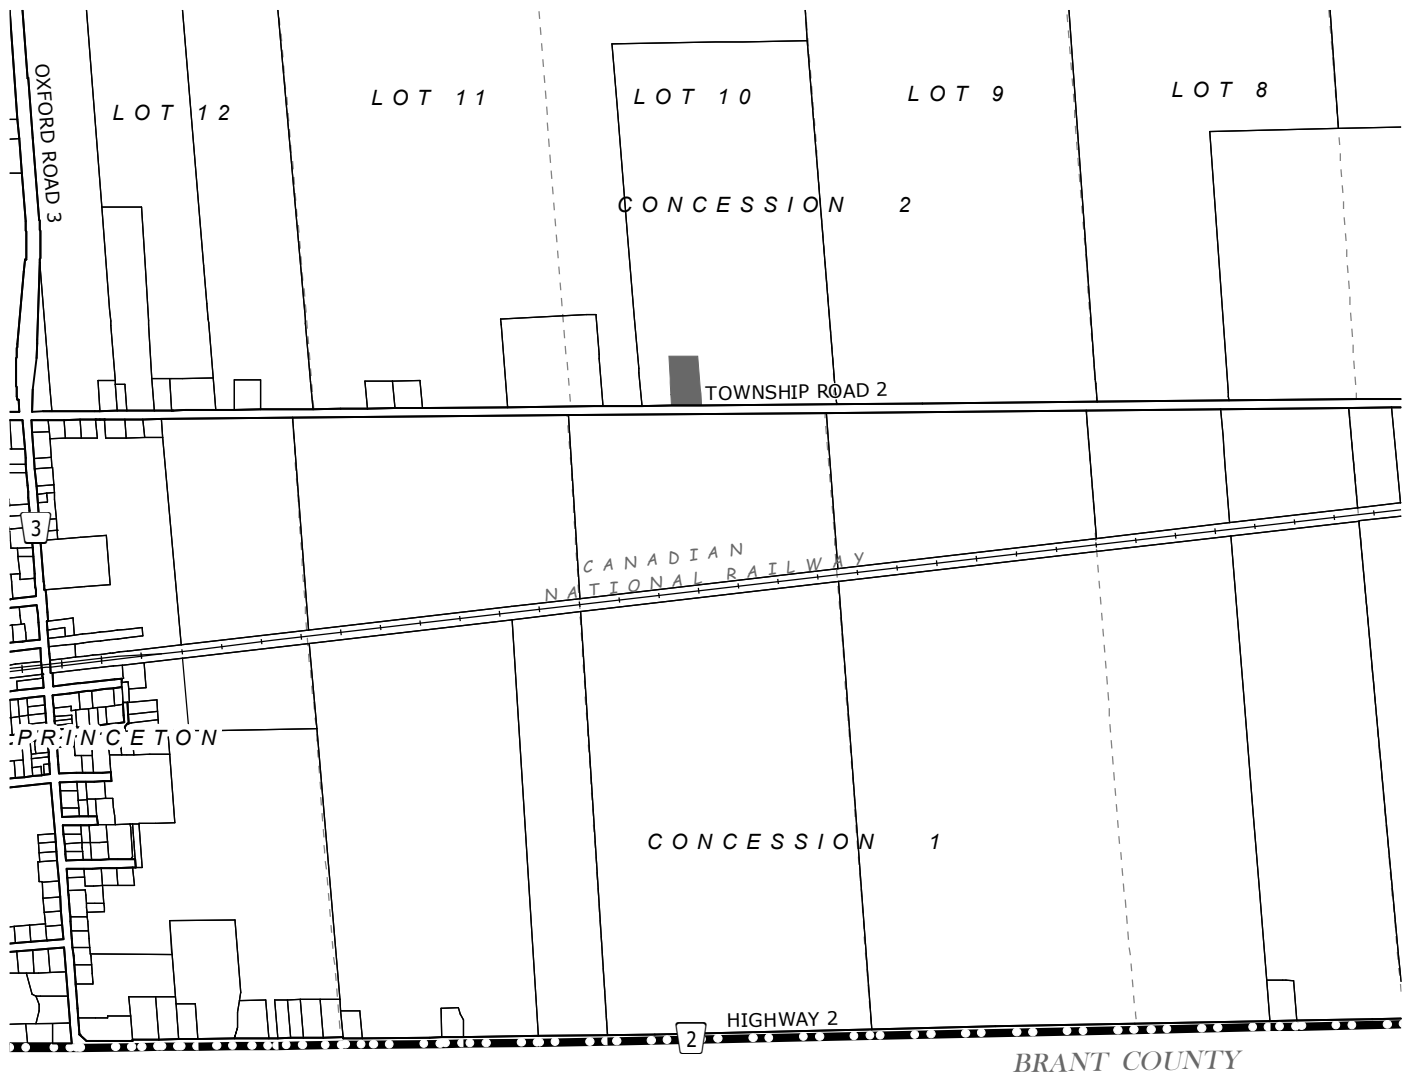 OXFORD ROAD 3
LOT 12
LOT 11
LOT 10
LOT 9
LOT 8
CONCESSION 2
TOWNSHIP ROAD 2
3
CANADIAN
NATIONAL RAILWAY
PRINCETON
CONCESSION 1
HIGHWAY 2
2
BRANT COUNTY